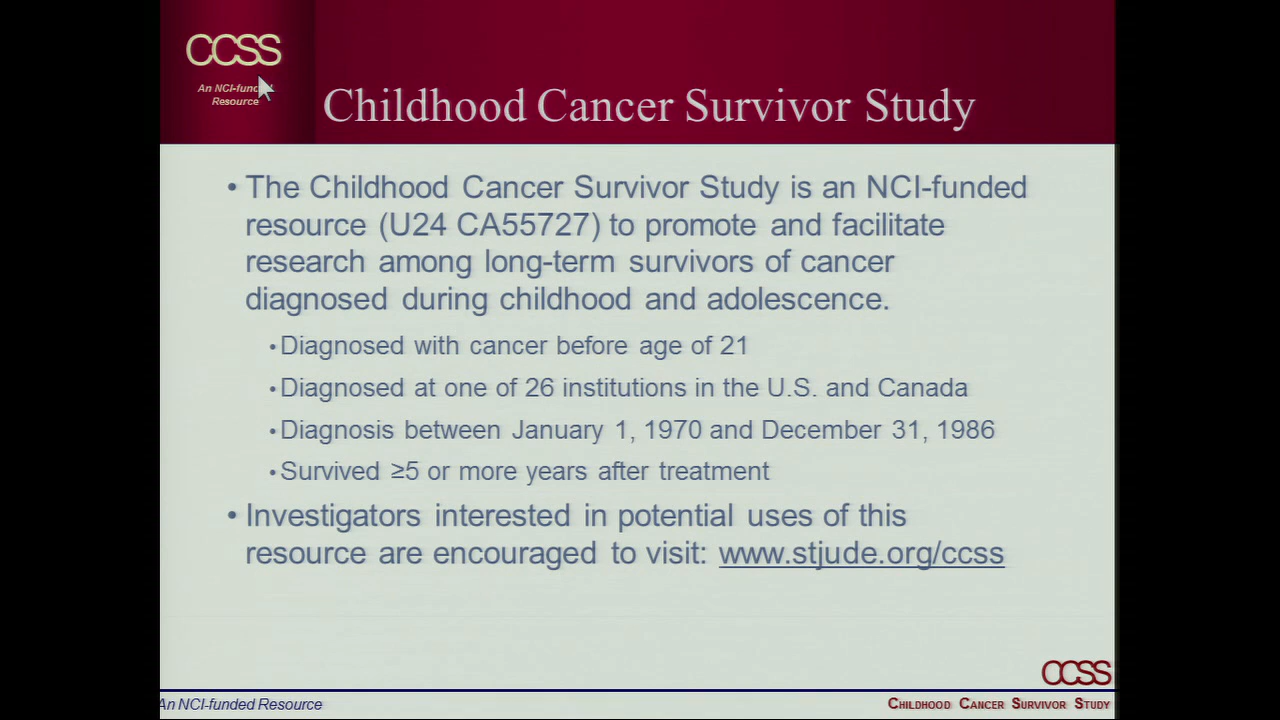 CCSS
An NCI-funded
Resource
Childhood Cancer Survivor Study
• The Childhood Cancer Survivor Study is an NCI-funded
resource (U24 CA55727) to promote and facilitate
research among long-term survivors of cancer
diagnosed during childhood and adolescence.
• Diagnosed with cancer before age of 21
• Diagnosed at one of 26 institutions in the U.S. and Canada
• Diagnosis between January 1, 1970 and December 31, 1986
• Survived ≥5 or more years after treatment
• Investigators interested in potential uses of this
resource are encouraged to visit: www.stjude.org/ccss
CCSS
An NCI-funded Resource
CHILDHOOD CANCER SURVIVOR STUDY